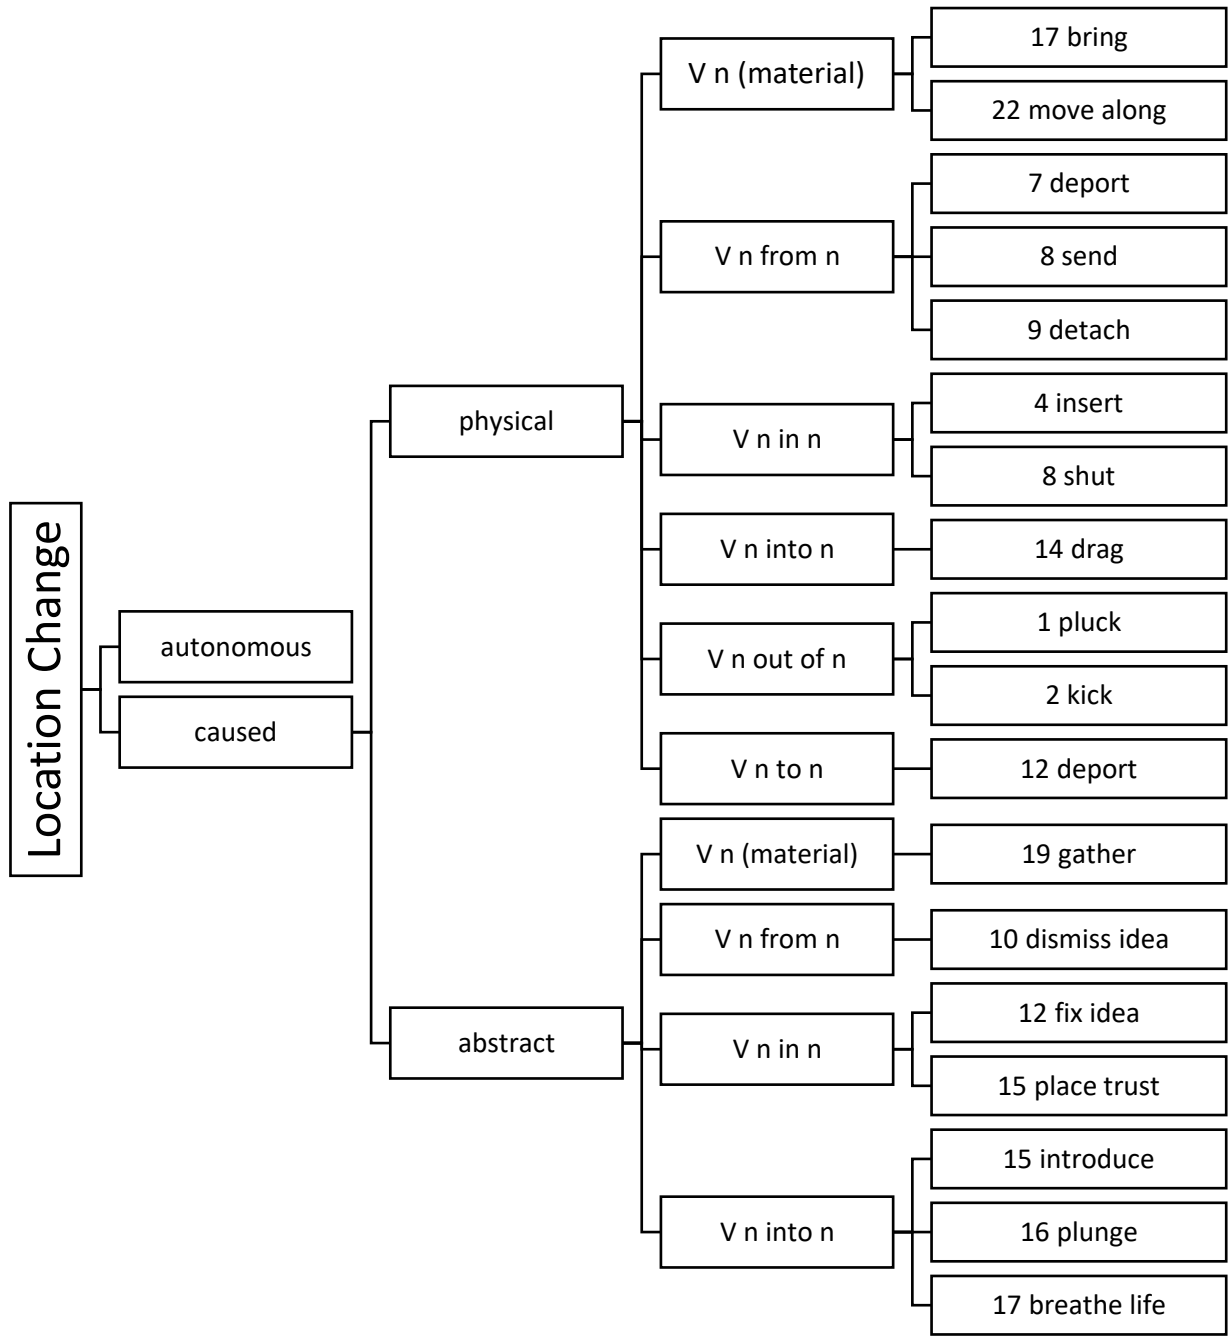 Location Change
autonomous
caused
physical
V n (material)
17 bring
22 move along
V n from n
7 deport
8 send
9 detach
V n in n
4 insert
8 shut
V n into n
14 drag
V n out of n
1 pluck
2 kick
V n to n
12 deport
abstract
V n (material)
19 gather
V n from n
10 dismiss idea
V n in n
12 fix idea
15 place trust
V n into n
15 introduce
16 plunge
17 breathe life